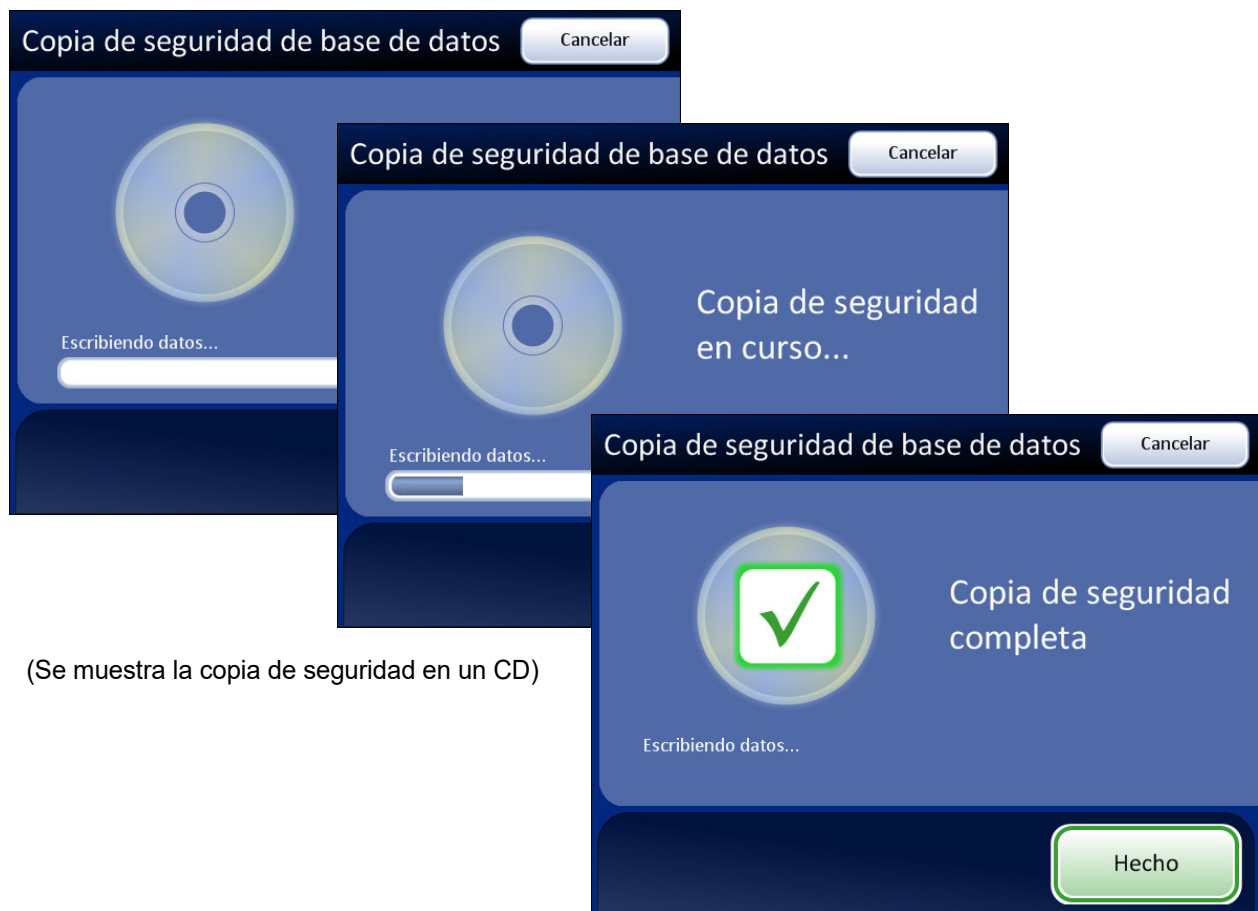 Copia de seguridad de base de datos
Cancelar
Escribiendo datos...
Copia de seguridad de base de datos
Cancelar
Copia de seguridad
en curso...
Escribiendo datos...
Copia de seguridad de base de datos
Cancelar
Copia de seguridad
completa
Escribiendo datos...
Hecho
(Se muestra la copia de seguridad en un CD)